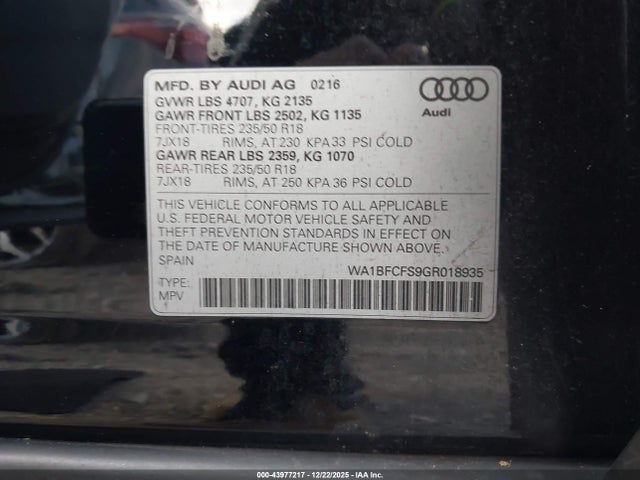 MFD. BY AUDI AG 0216
GVWR LBS 4707, KG 2135
GAWR FRONT LBS 2502, KG 1135
FRONT-TIRES 235/50 R18
7JX18 RIMS, AT 230 KPA 33 PSI COLD
GAWR REAR LBS 2359, KG 1070
REAR-TIRES 235/50 R18
7JX18 RIMS, AT 250 KPA 36 PSI COLD
Audi
THIS VEHICLE CONFORMS TO ALL APPLICABLE
U.S. FEDERAL MOTOR VEHICLE SAFETY AND
THEFT PREVENTION STANDARDS IN EFFECT ON
THE DATE OF MANUFACTURE SHOWN ABOVE.
SPAIN
WA1BFCFS9GR018935
TYPE:
MPV
00-43977217 - 12/22/2025 - IAAI.CA